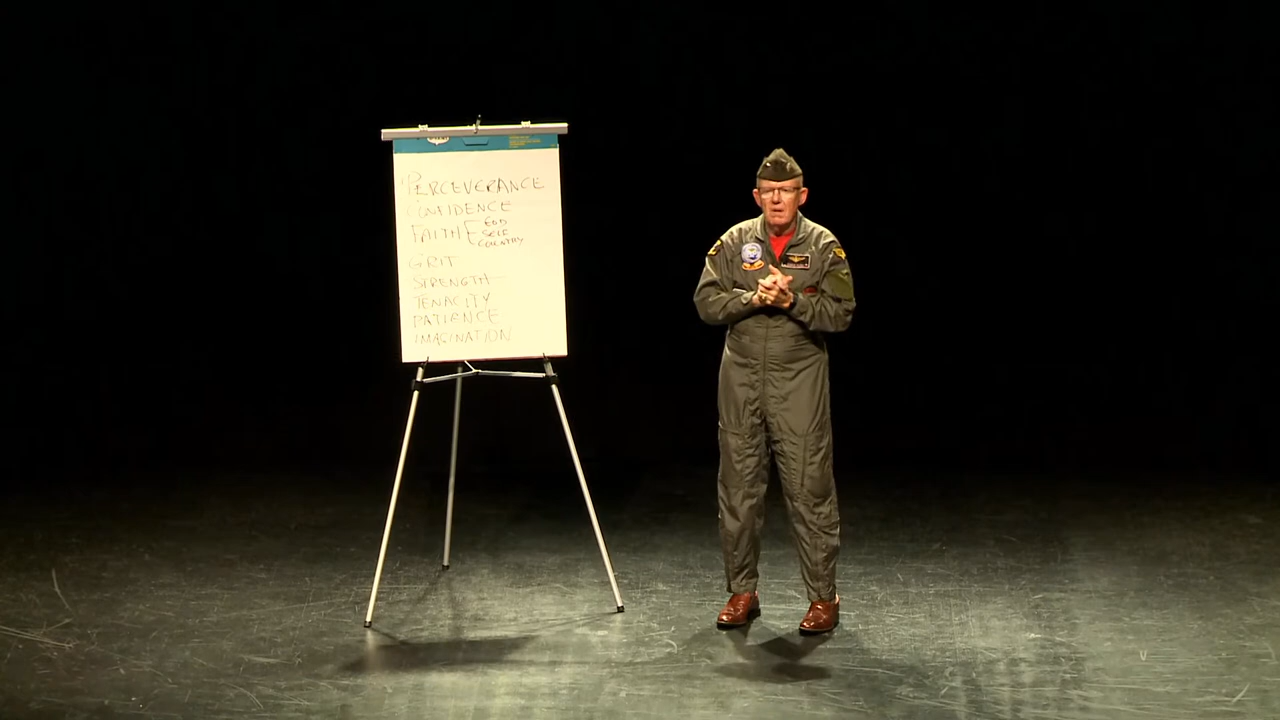 PERCEVERANCE
CONFIDENCE
FAITH GOD
SELF
COUNTRY
GRIT
STRENGTH
TENACITY
PATIENCE
IMAGINATION